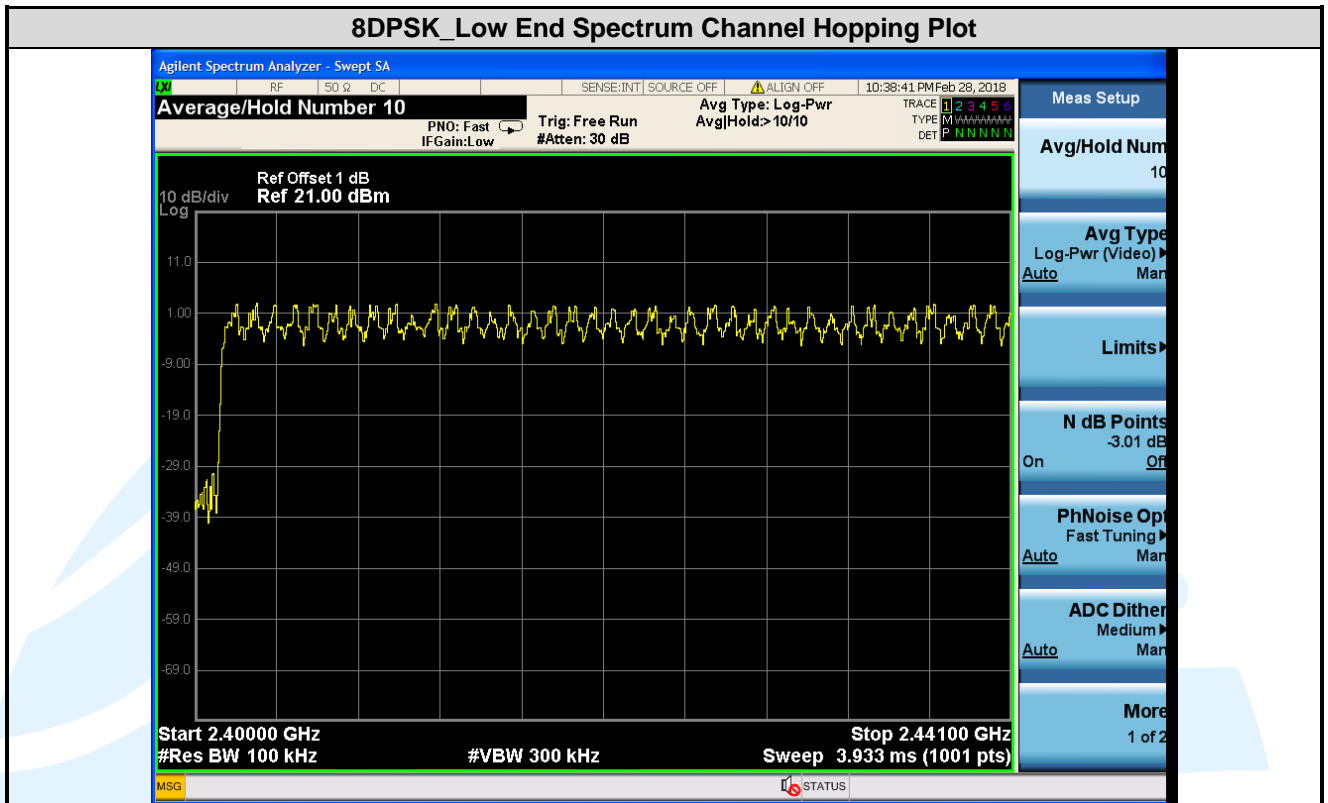 8DPSK_Low End Spectrum Channel Hopping Plot
Agilent Spectrum Analyzer - Swept SA
LXI RF 50 Ω DC SENSE:INT SOURCE OFF ALIGN OFF 10:38:41 PM Feb 28, 2018
Average/Hold Number 10
PNO: Fast
IFGain:Low
Trig: Free Run
#Atten: 30 dB
Avg Type: Log-Pwr
Avg|Hold:>10/10
TRACE 1 2 3 4 5 6
TYPE M
DET P N N N N N
Ref Offset 1 dB
10 dB/div Ref 21.00 dBm
Log
11.0
1.00
-9.00
-19.0
-29.0
-39.0
-49.0
-59.0
-69.0
Start 2.40000 GHz Stop 2.44100 GHz
#Res BW 100 kHz #VBW 300 kHz Sweep 3.933 ms (1001 pts)
MSG STATUS
Meas Setup
Avg/Hold Num
10
Avg Type
Log-Pwr (Video)
Auto Man
Limits
N dB Points
-3.01 dB
On Off
PhNoise Opt
Fast Tuning
Auto Man
ADC Dither
Medium
Auto Man
More
1 of 2